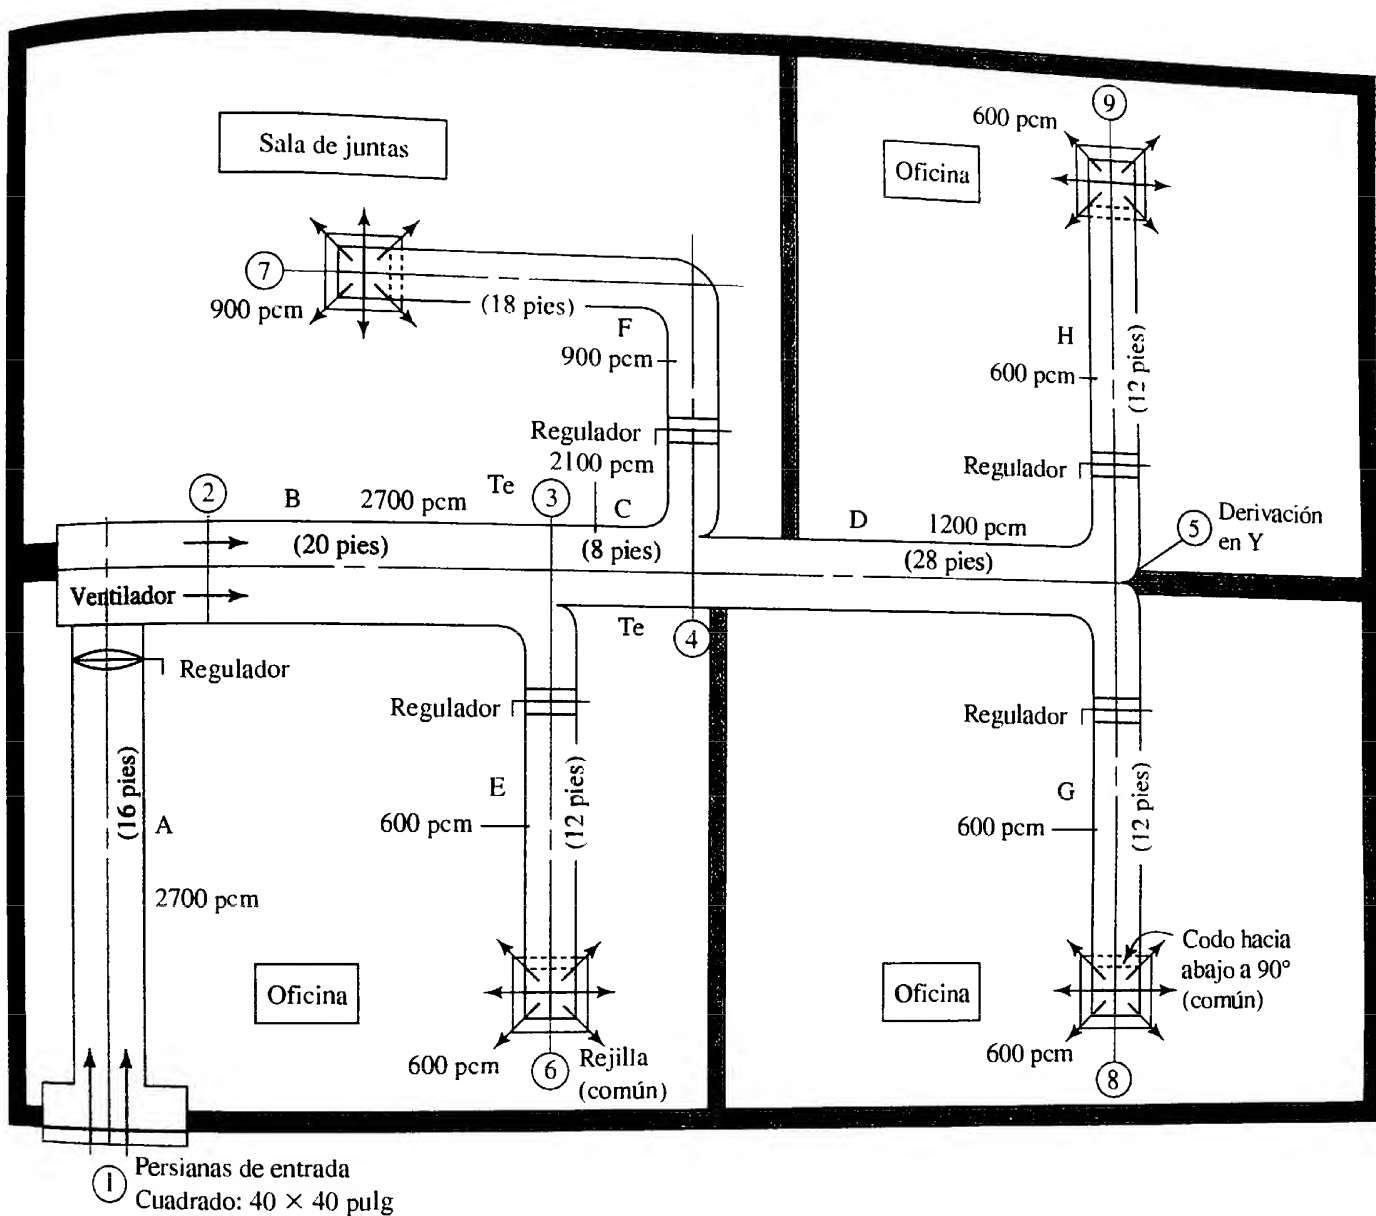 9
600 pcm
Sala de juntas
Oficina
7
(18 pies)
900 pcm
F
900 pcm
H
600 pcm
(12 pies)
Regulador
2100 pcm
Regulador
2
B
2700 pcm
Te
3
C
D
1200 pcm
5
Derivación
en Y
(20 pies)
(8 pies)
(28 pies)
Ventilador
Te
4
Regulador
Regulador
Regulador
(16 pies)
A
E
(12 pies)
G
(12 pies)
600 pcm
600 pcm
2700 pcm
Codo hacia
abajo a 90°
(común)
Oficina
Oficina
600 pcm
6
Rejilla
(común)
600 pcm
8
1
Persianas de entrada
Cuadrado: 40 × 40 pulg